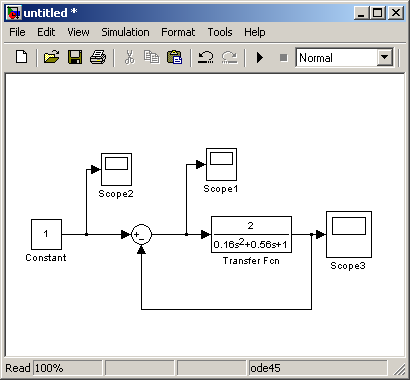 untitled *
File Edit View Simulation Format Tools Help
Normal
Scope2
Scope1
1
Constant
+
−
2
0.16s²+0.56s+1
Transfer Fcn
Scope3
Read 100% ode45